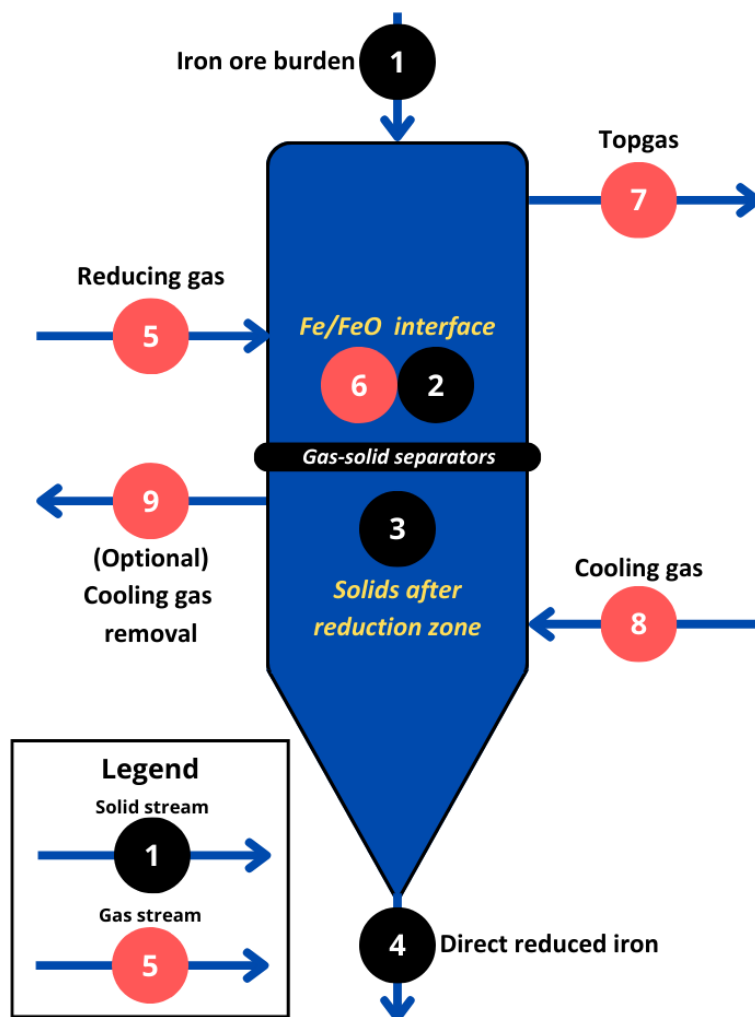 Iron ore burden
1
Topgas
7
Reducing gas
5
Fe/FeO interface
6 2
Gas-solid separators
9
3
(Optional)
Cooling gas
removal
Solids after
reduction zone
Cooling gas
8
Legend
Solid stream
1
Gas stream
5
4
Direct reduced iron